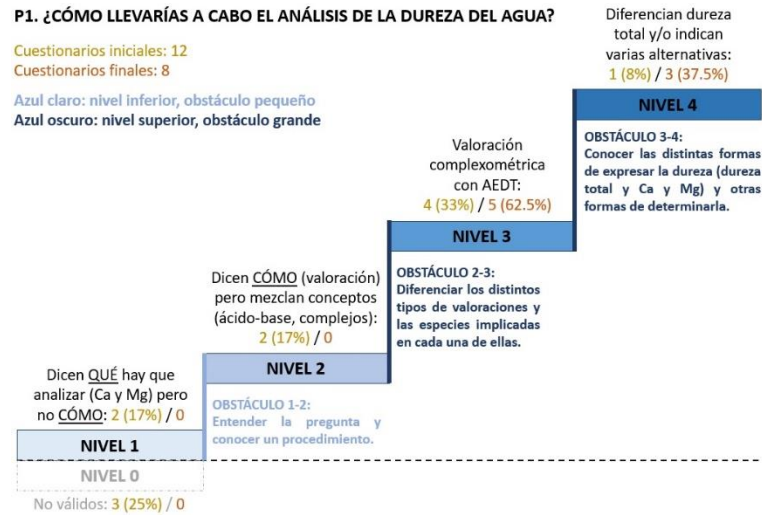 P1. ¿CÓMO LLEVARÍAS A CABO EL ANÁLISIS DE LA DUREZA DEL AGUA?
Cuestionarios iniciales: 12
Cuestionarios finales: 8
Azul claro: nivel inferior, obstáculo pequeño
Azul oscuro: nivel superior, obstáculo grande
Diferencian dureza
total y/o indican
varias alternativas:
1 (8%) / 3 (37.5%)
NIVEL 4
OBSTÁCULO 3-4:
Conocer las distintas formas
de expresar la dureza (dureza
total y Ca y Mg) y otras
formas de determinarla.
Valoración
complexométrica
con AEDT:
4 (33%) / 5 (62.5%)
NIVEL 3
OBSTÁCULO 2-3:
Diferenciar los distintos
tipos de valoraciones y
las especies implicadas
en cada una de ellas.
Dicen CÓMO (valoración)
pero mezclan conceptos
(ácido-base, complejos):
2 (17%) / 0
NIVEL 2
OBSTÁCULO 1-2:
Entender la pregunta y
conocer un procedimiento.
Dicen QUÉ hay que
analizar (Ca y Mg) pero
no CÓMO: 2 (17%) / 0
NIVEL 1
NIVEL 0
No válidos: 3 (25%) / 0